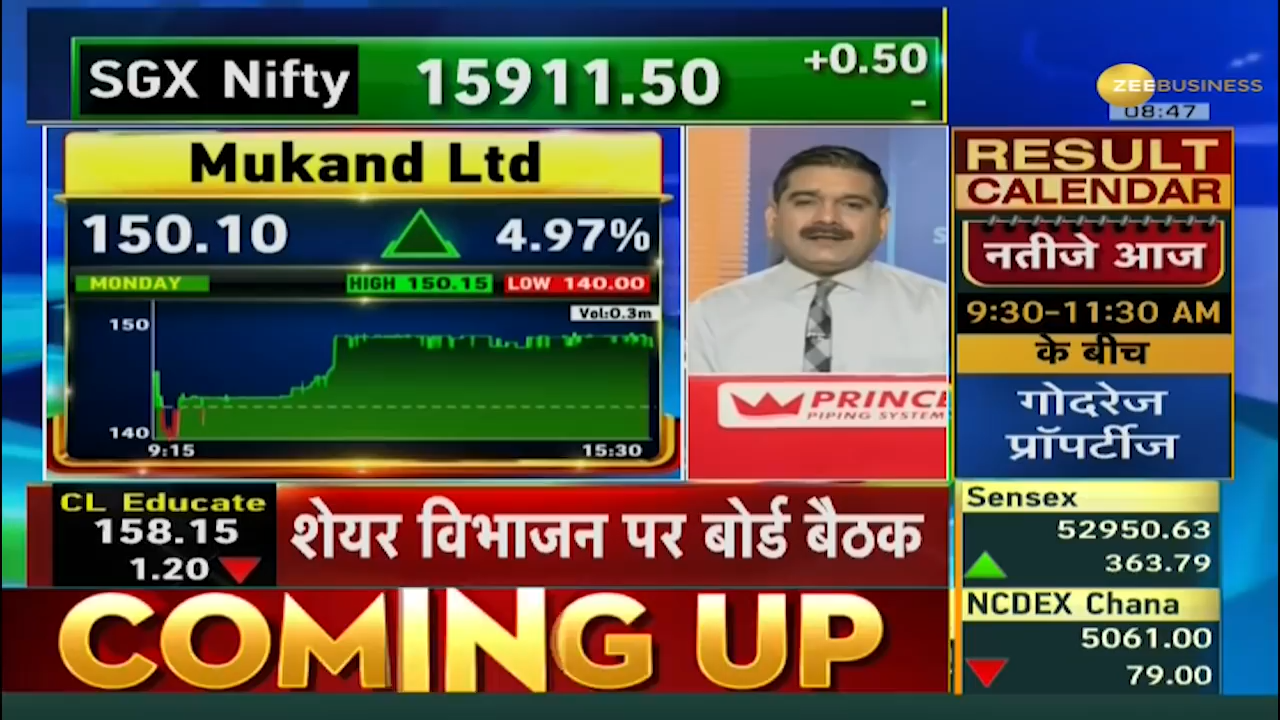 SGX Nifty 15911.50 +0.50
-
ZEEBUSINESS
08:47
Mukand Ltd
150.10 4.97%
MONDAY HIGH 150.15 LOW 140.00
Vol:0.3m
150
140
9:15 15:30
PRINCE
PIPING SYSTEM
RESULT
CALENDAR
नतीजे आज
9:30-11:30 AM
के बीच
गोदरेज
प्रॉपर्टीज
CL Educate
158.15
1.20
शेयर विभाजन पर बोर्ड बैठक
Sensex
52950.63
363.79
NCDEX Chana
5061.00
79.00
COMING UP